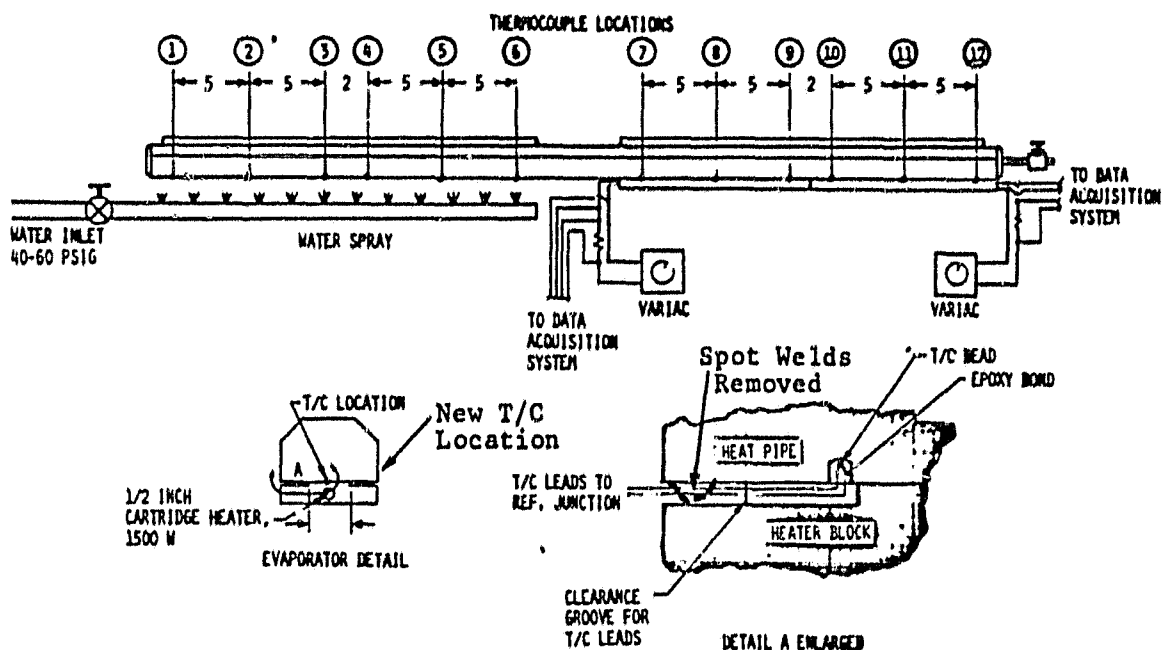 THERMOCOUPLE LOCATIONS
1 2 3 4 5 6 7 8 9 10 11 12
5 5 2 5 5 5 5 2 5 5
WATER INLET
40-60 PSIG
WATER SPRAY
TO DATA
ACQUISITION
SYSTEM
VARIAC
VARIAC
TO DATA
ACQUISITION
SYSTEM
T/C LOCATION
New T/C
Location
A
1/2 INCH
CARTRIDGE HEATER,
1500 W
EVAPORATOR DETAIL
Spot Welds
Removed
T/C BEAD
EPOXY BOND
HEAT PIPE
T/C LEADS TO
REF. JUNCTION
HEATER BLOCK
CLEARANCE
GROOVE FOR
T/C LEADS
DETAIL A ENLARGED